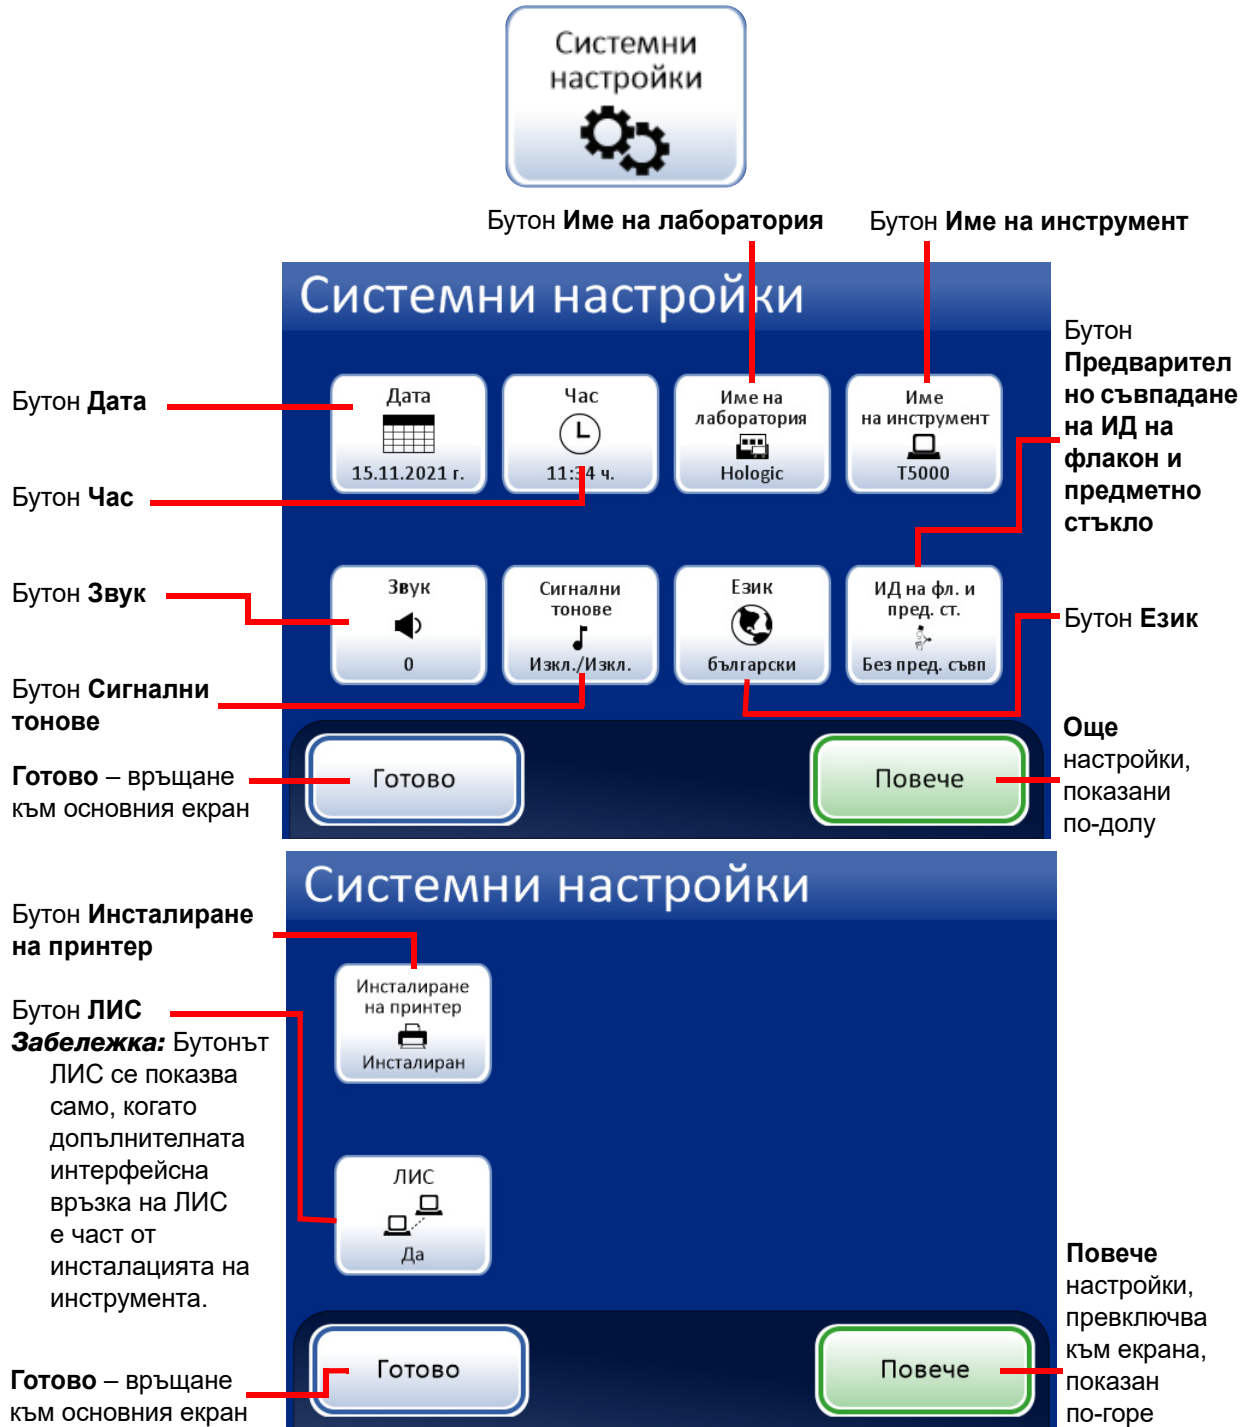 Системни
настройки
Бутон Име на лаборатория
Бутон Име на инструмент
Системни настройки
Бутон
Предварител
но съвпадане
на ИД на
флакон и
предметно
стъкло
Бутон Дата
Дата
15.11.2021 г.
Час
11:34 ч.
Име на
лаборатория
Hologic
Име
на инструмент
T5000
Бутон Час
Бутон Звук
Звук
0
Сигнални
тонове
Изкл./Изкл.
Език
български
ИД на фл. и
пред. ст.
Без пред. съвп
Бутон Език
Бутон Сигнални
тонове
Готово – връщане
към основния екран
Готово
Повече
Още
настройки,
показани
по-долу
Системни настройки
Бутон Инсталиране
на принтер
Инсталиране
на принтер
Инсталиран
Бутон ЛИС
Забележка: Бутонът
ЛИС се показва
само, когато
допълнителната
интерфейсна
връзка на ЛИС
е част от
инсталацията на
инструмента.
ЛИС
Да
Готово – връщане
към основния екран
Готово
Повече
Повече
настройки,
превключва
към екрана,
показан
по-горе